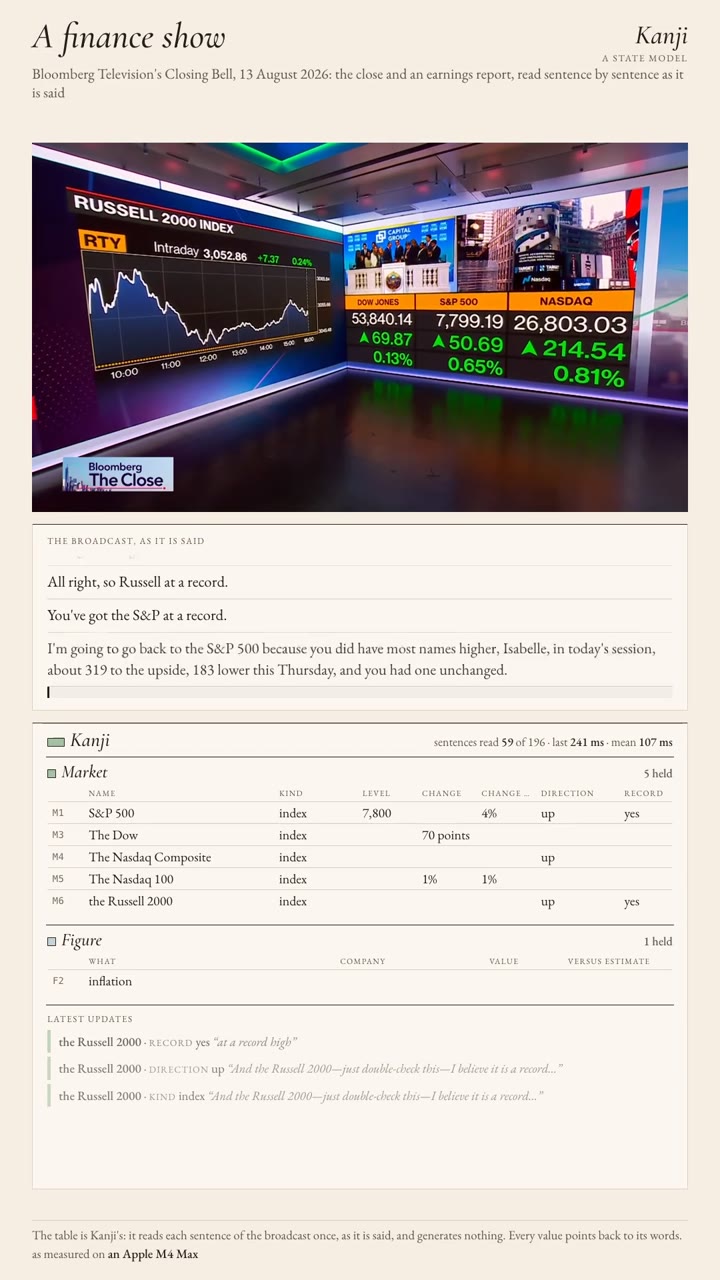 A finance show
Kanji
A STATE MODEL
Bloomberg Television's Closing Bell, 13 August 2026: the close and an earnings report, read sentence by sentence as it
is said
RUSSELL 2000 INDEX
RTY
Intraday 3,052.86 +7.37 0.24%
10:00 11:00 12:00 13:00 14:00 15:00 16:00
CAPITAL
GROUP
Nasdaq
DOW JONES S&P 500 NASDAQ
53,840.14 7,799.19 26,803.03
▲69.87 ▲50.69 ▲214.54
0.13% 0.65% 0.81%
Bloomberg
The Close
THE BROADCAST, AS IT IS SAID
All right, so Russell at a record.
You've got the S&P at a record.
I'm going to go back to the S&P 500 because you did have most names higher, Isabelle, in today's session,
about 319 to the upside, 183 lower this Thursday, and you had one unchanged.
Kanji
sentences read 59 of 196 · last 241 ms · mean 107 ms
Market 5 held
NAME KIND LEVEL CHANGE CHANGE … DIRECTION RECORD
M1 S&P 500 index 7,800 4% up yes
M3 The Dow index 70 points
M4 The Nasdaq Composite index up
M5 The Nasdaq 100 index 1% 1%
M6 the Russell 2000 index up yes
Figure 1 held
WHAT COMPANY VALUE VERSUS ESTIMATE
F2 inflation
LATEST UPDATES
the Russell 2000 · RECORD yes “at a record high”
the Russell 2000 · DIRECTION up “And the Russell 2000—just double-check this—I believe it is a record…”
the Russell 2000 · KIND index “And the Russell 2000—just double-check this—I believe it is a record…”
The table is Kanji's: it reads each sentence of the broadcast once, as it is said, and generates nothing. Every value points back to its words.
as measured on an Apple M4 Max